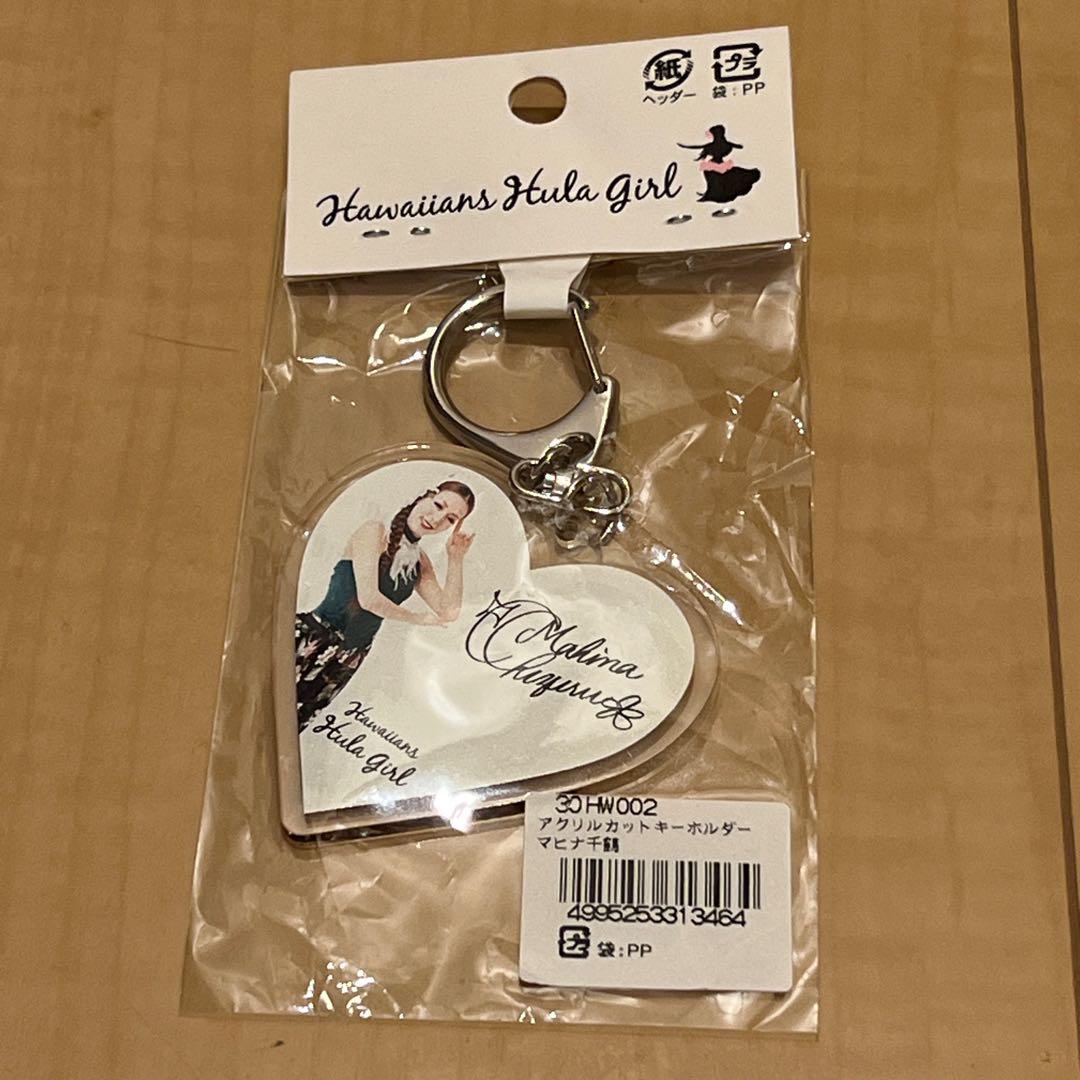 紙
ヘッダー
プラ
袋:PP
Hawaiians Hula Girl
Mahina
Chizuru
Hawaiians
Hula Girl
30HW002
アクリルカットキーホルダー
マヒナ千鶴
4995253313464
プラ
袋:PP